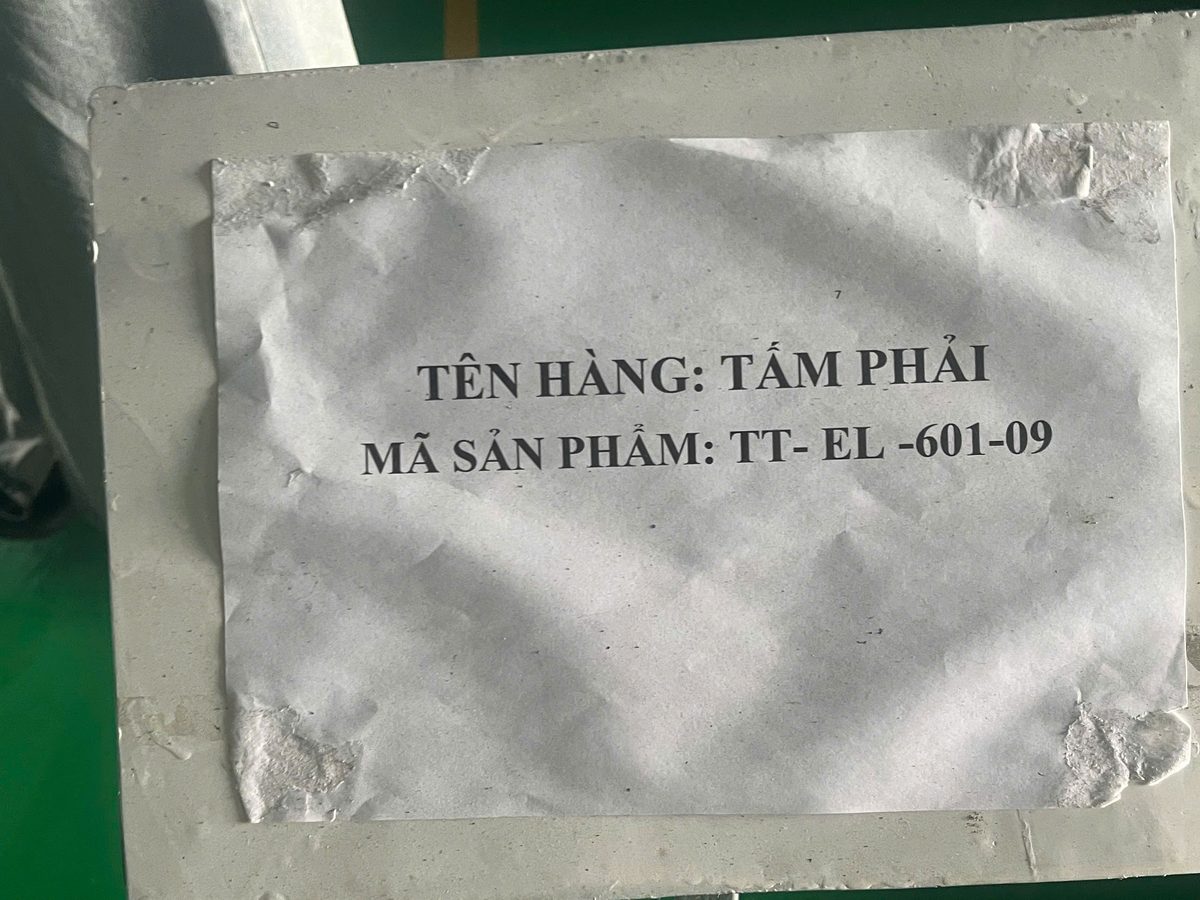 TÊN HÀNG: TẤM PHẢI
MÃ SẢN PHẨM: TT- EL -601-09